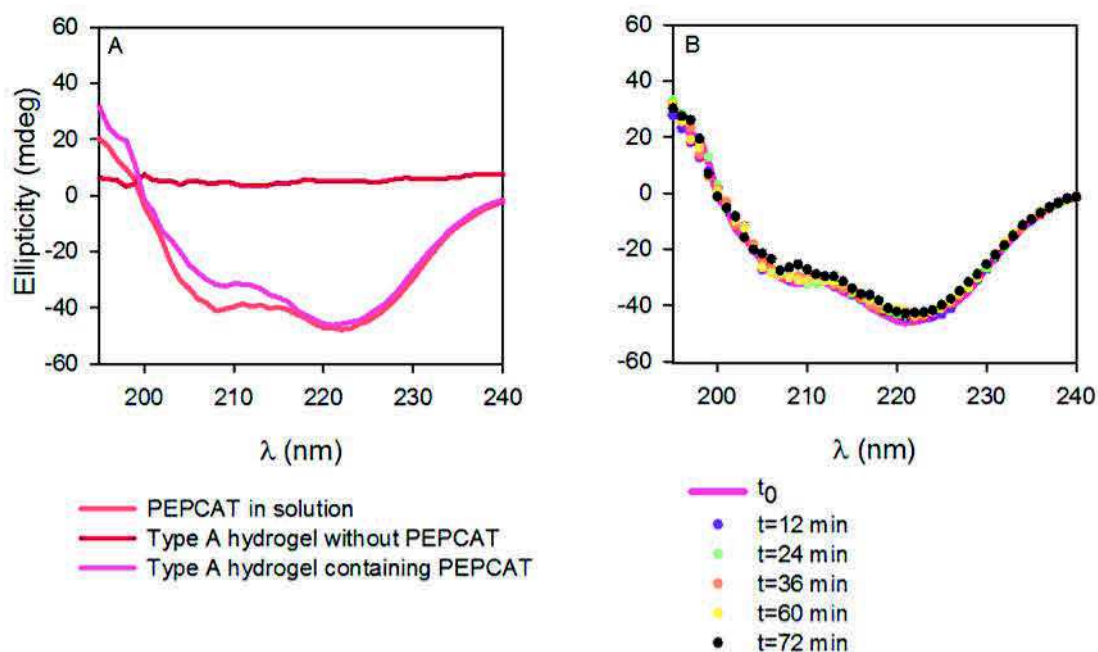 A
60
40
20
0
-20
-40
-60
Ellipticity (mdeg)
200 210 220 230 240
λ (nm)
PEPCAT in solution
Type A hydrogel without PEPCAT
Type A hydrogel containing PEPCAT
B
60
40
20
0
-20
-40
-60
200 210 220 230 240
λ (nm)
t0
t=12 min
t=24 min
t=36 min
t=60 min
t=72 min